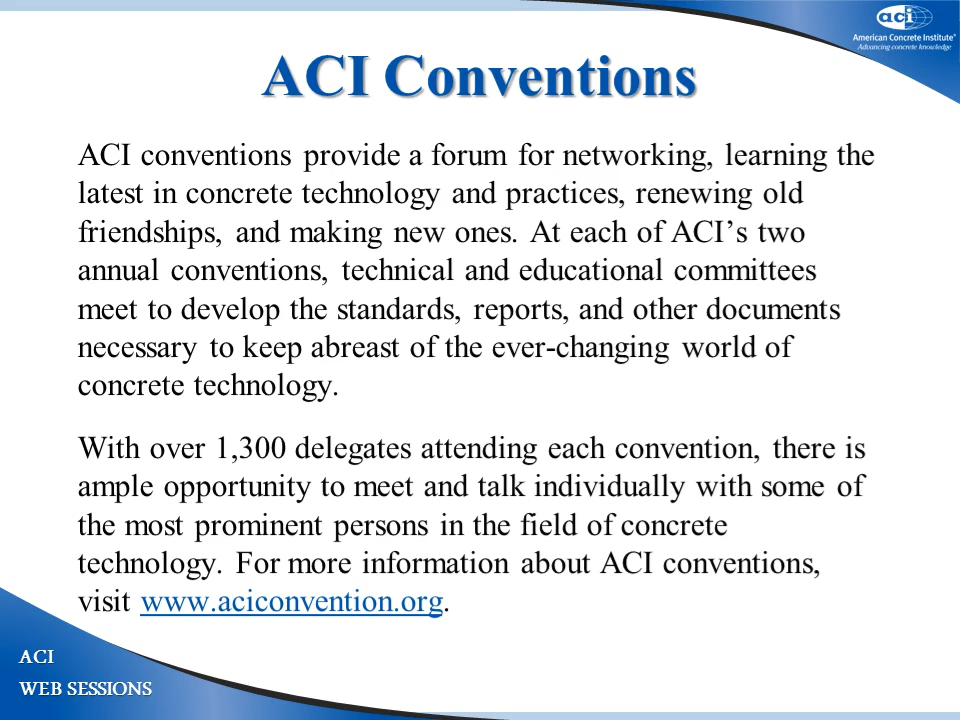 aci
American Concrete Institute®
Advancing concrete knowledge
ACI Conventions
ACI conventions provide a forum for networking, learning the
latest in concrete technology and practices, renewing old
friendships, and making new ones. At each of ACI’s two
annual conventions, technical and educational committees
meet to develop the standards, reports, and other documents
necessary to keep abreast of the ever-changing world of
concrete technology.
With over 1,300 delegates attending each convention, there is
ample opportunity to meet and talk individually with some of
the most prominent persons in the field of concrete
technology. For more information about ACI conventions,
visit www.aciconvention.org.
ACI
WEB SESSIONS